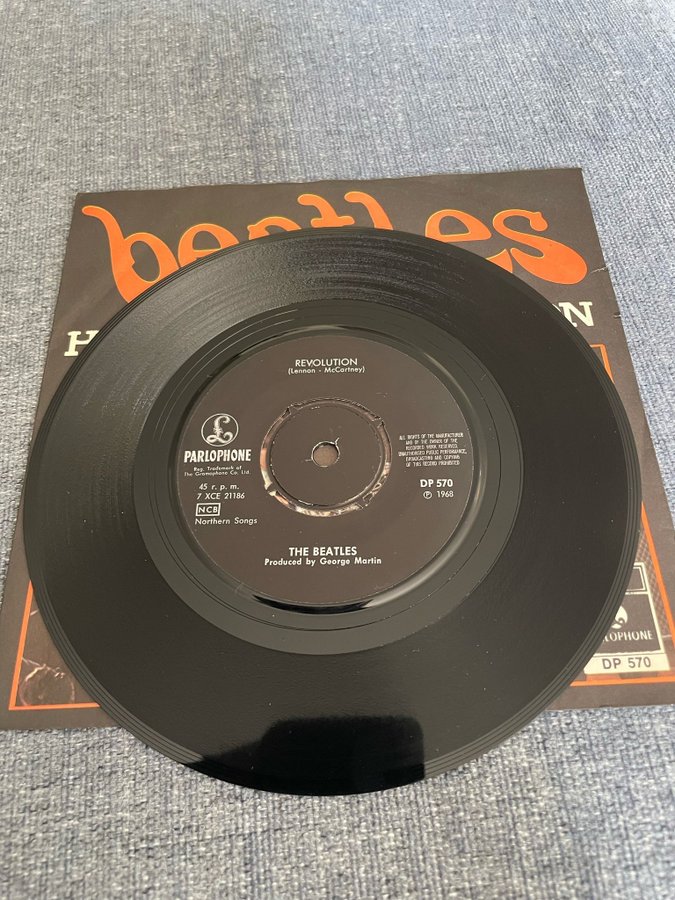 beatles
H
N
REVOLUTION
(Lennon - McCartney)
£
PARLOPHONE
Reg. Trademark of
The Gramophone Co. Ltd.
45 r. p. m.
7 XCE 21186
NCB
Northern Songs
ALL RIGHTS OF THE MANUFACTURER
AND OF THE OWNER OF THE
RECORDED WORK RESERVED.
UNAUTHORISED PUBLIC PERFORMANCE,
BROADCASTING AND COPYING
OF THIS RECORD PROHIBITED
DP 570
Ⓟ 1968
THE BEATLES
Produced by George Martin
LOPHONE
DP 570